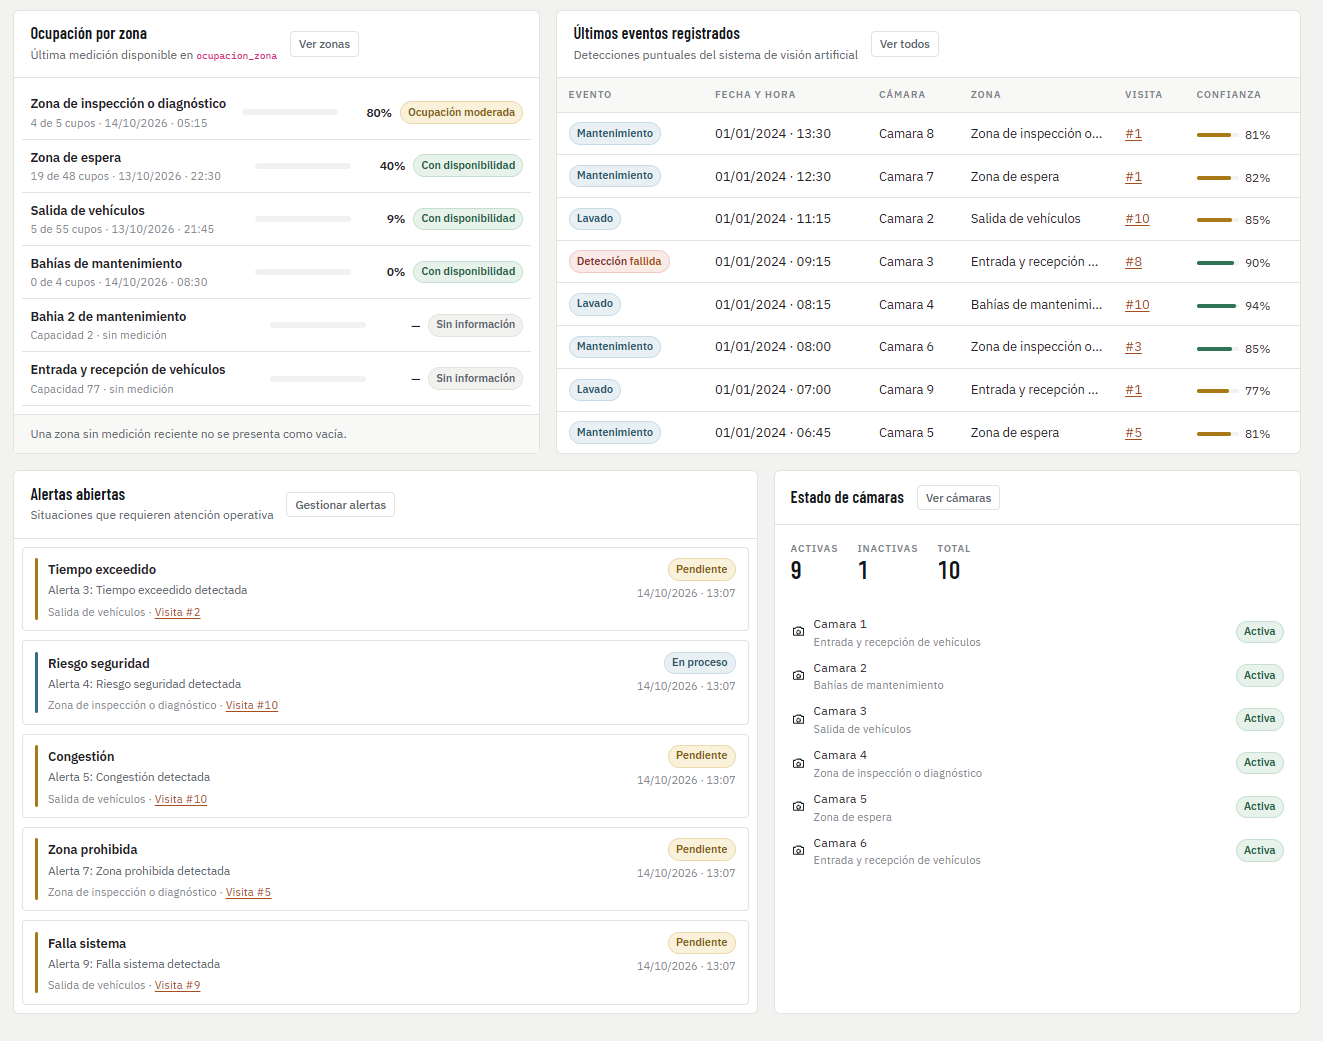 Ocupación por zona
Última medición disponible en ocupacion_zona
Ver zonas
Zona de inspección o diagnóstico
4 de 5 cupos · 14/10/2026 · 05:15
80% Ocupación moderada
Zona de espera
19 de 48 cupos · 13/10/2026 · 22:30
40% Con disponibilidad
Salida de vehículos
5 de 55 cupos · 13/10/2026 · 21:45
9% Con disponibilidad
Bahías de mantenimiento
0 de 4 cupos · 14/10/2026 · 08:30
0% Con disponibilidad
Bahia 2 de mantenimiento
Capacidad 2 · sin medición
— Sin información
Entrada y recepción de vehículos
Capacidad 77 · sin medición
— Sin información
Una zona sin medición reciente no se presenta como vacía.
Últimos eventos registrados
Detecciones puntuales del sistema de visión artificial
Ver todos
EVENTO FECHA Y HORA CÁMARA ZONA VISITA CONFIANZA
Mantenimiento 01/01/2024 · 13:30 Camara 8 Zona de inspección o... #1 81%
Mantenimiento 01/01/2024 · 12:30 Camara 7 Zona de espera #1 82%
Lavado 01/01/2024 · 11:15 Camara 2 Salida de vehículos #10 85%
Detección fallida 01/01/2024 · 09:15 Camara 3 Entrada y recepción ... #8 90%
Lavado 01/01/2024 · 08:15 Camara 4 Bahías de mantenimi... #10 94%
Mantenimiento 01/01/2024 · 08:00 Camara 6 Zona de inspección o... #3 85%
Lavado 01/01/2024 · 07:00 Camara 9 Entrada y recepción ... #1 77%
Mantenimiento 01/01/2024 · 06:45 Camara 5 Zona de espera #5 81%
Alertas abiertas
Situaciones que requieren atención operativa
Gestionar alertas
Tiempo exceedido
Alerta 3: Tiempo exceedido detectada
Salida de vehículos · Visita #2
Pendiente
14/10/2026 · 13:07
Riesgo seguridad
Alerta 4: Riesgo seguridad detectada
Zona de inspección o diagnóstico · Visita #10
En proceso
14/10/2026 · 13:07
Congestión
Alerta 5: Congestión detectada
Salida de vehículos · Visita #10
Pendiente
14/10/2026 · 13:07
Zona prohibida
Alerta 7: Zona prohibida detectada
Zona de inspección o diagnóstico · Visita #5
Pendiente
14/10/2026 · 13:07
Falla sistema
Alerta 9: Falla sistema detectada
Salida de vehículos · Visita #9
Pendiente
14/10/2026 · 13:07
Estado de cámaras
Ver cámaras
ACTIVAS INACTIVAS TOTAL
9 1 10
Camara 1
Entrada y recepción de vehículos
Activa
Camara 2
Bahías de mantenimiento
Activa
Camara 3
Salida de vehículos
Activa
Camara 4
Zona de inspección o diagnóstico
Activa
Camara 5
Zona de espera
Activa
Camara 6
Entrada y recepción de vehículos
Activa